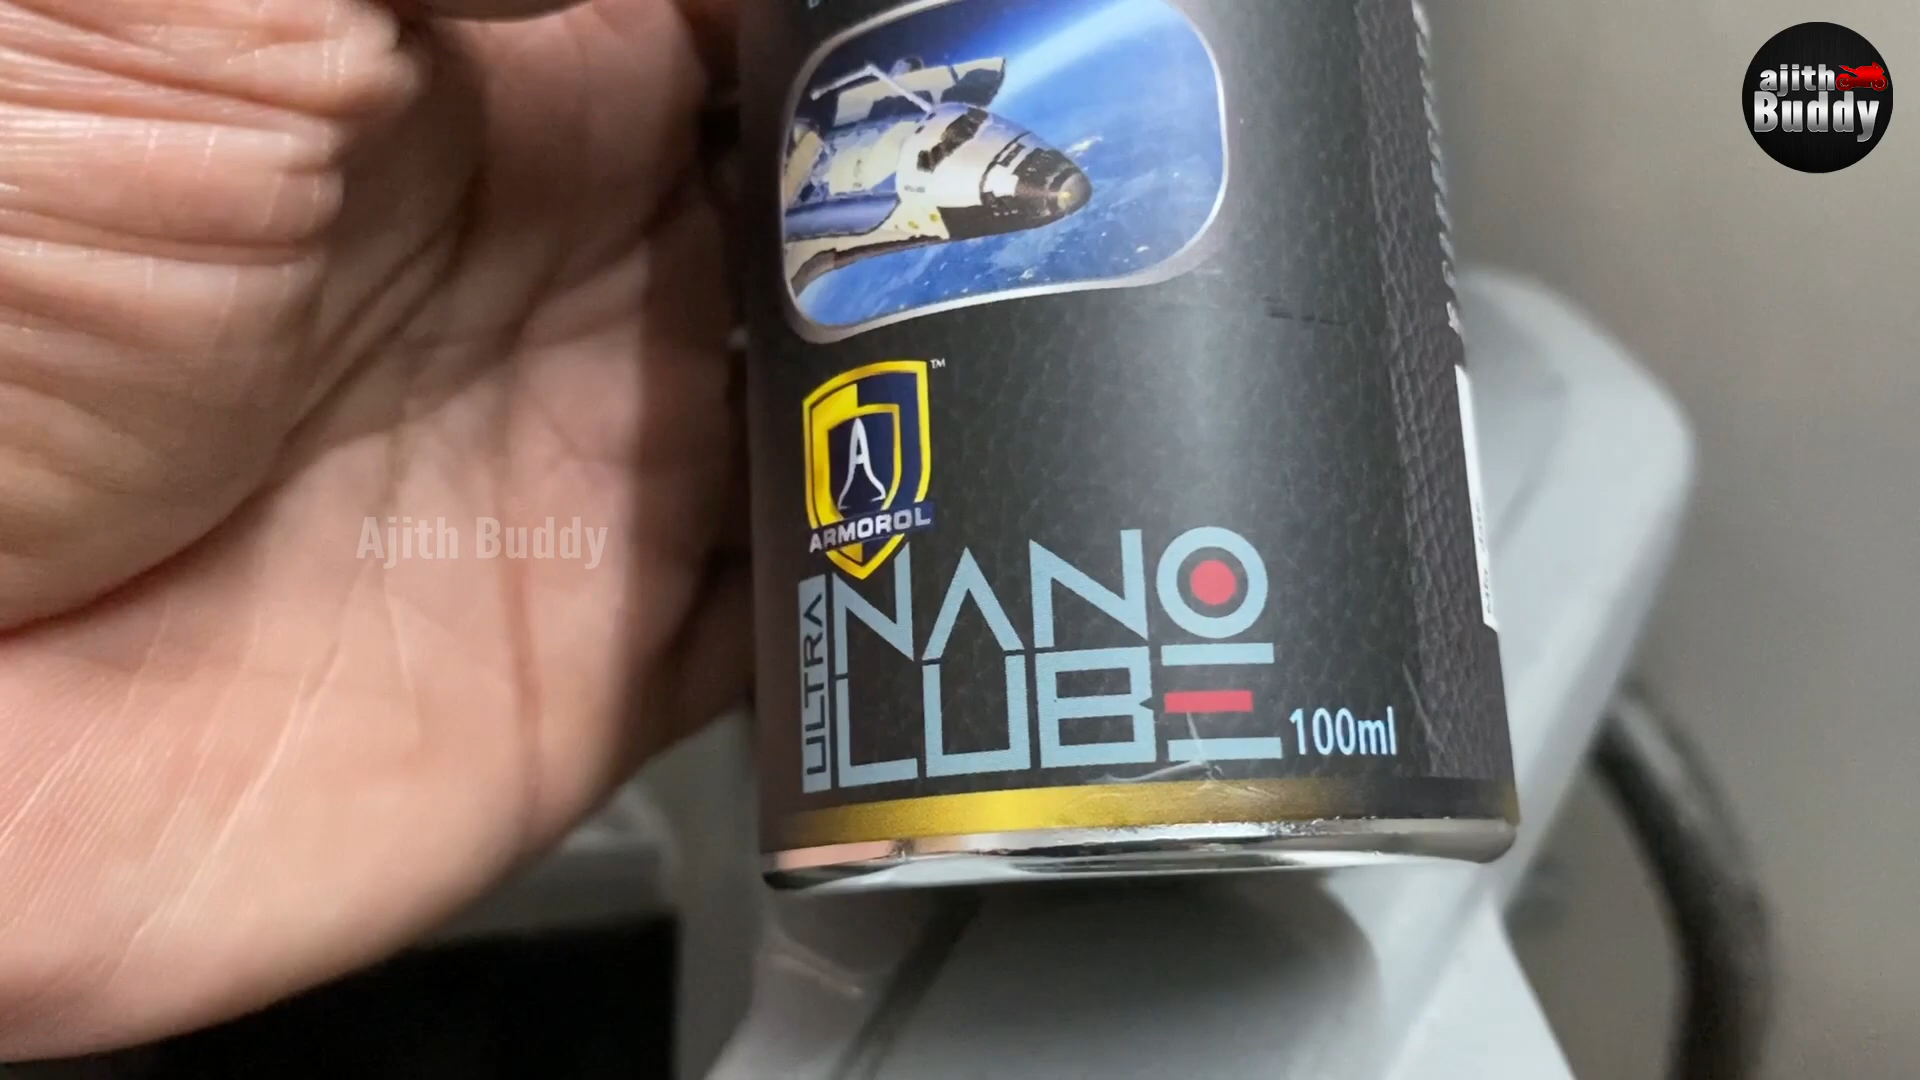 ajith
Buddy
TM
ARMOROL
Ajith Buddy
ULTRA
NANO
LUBE
100ml